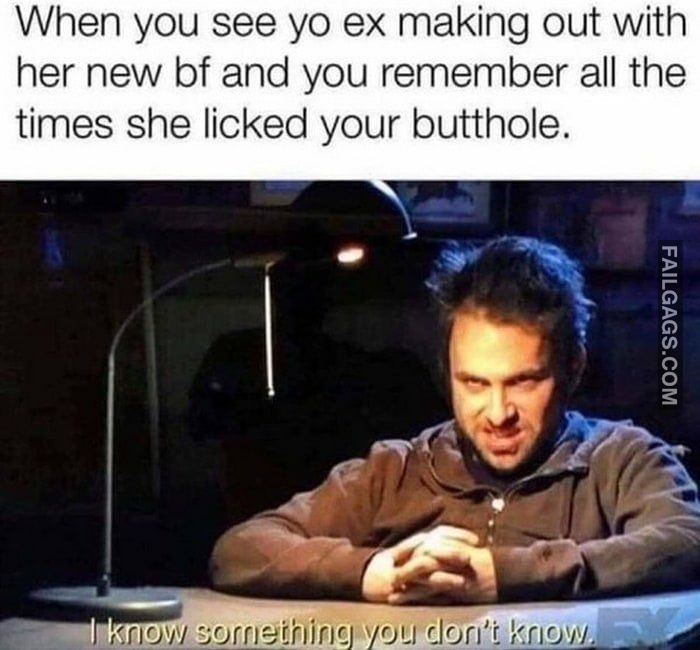 When you see yo ex making out with
her new bf and you remember all the
times she licked your butthole.
FAILGAGS.COM
I know something you don't know.
FX